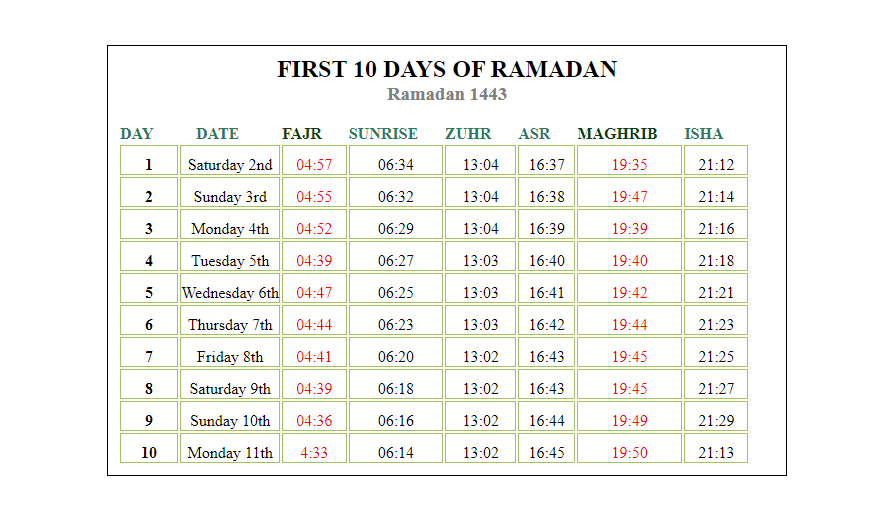 FIRST 10 DAYS OF RAMADAN
Ramadan 1443
DAY DATE FAJR SUNRISE ZUHR ASR MAGHRIB ISHA
1 Saturday 2nd 04:57 06:34 13:04 16:37 19:35 21:12
2 Sunday 3rd 04:55 06:32 13:04 16:38 19:47 21:14
3 Monday 4th 04:52 06:29 13:04 16:39 19:39 21:16
4 Tuesday 5th 04:39 06:27 13:03 16:40 19:40 21:18
5 Wednesday 6th 04:47 06:25 13:03 16:41 19:42 21:21
6 Thursday 7th 04:44 06:23 13:03 16:42 19:44 21:23
7 Friday 8th 04:41 06:20 13:02 16:43 19:45 21:25
8 Saturday 9th 04:39 06:18 13:02 16:43 19:45 21:27
9 Sunday 10th 04:36 06:16 13:02 16:44 19:49 21:29
10 Monday 11th 4:33 06:14 13:02 16:45 19:50 21:13